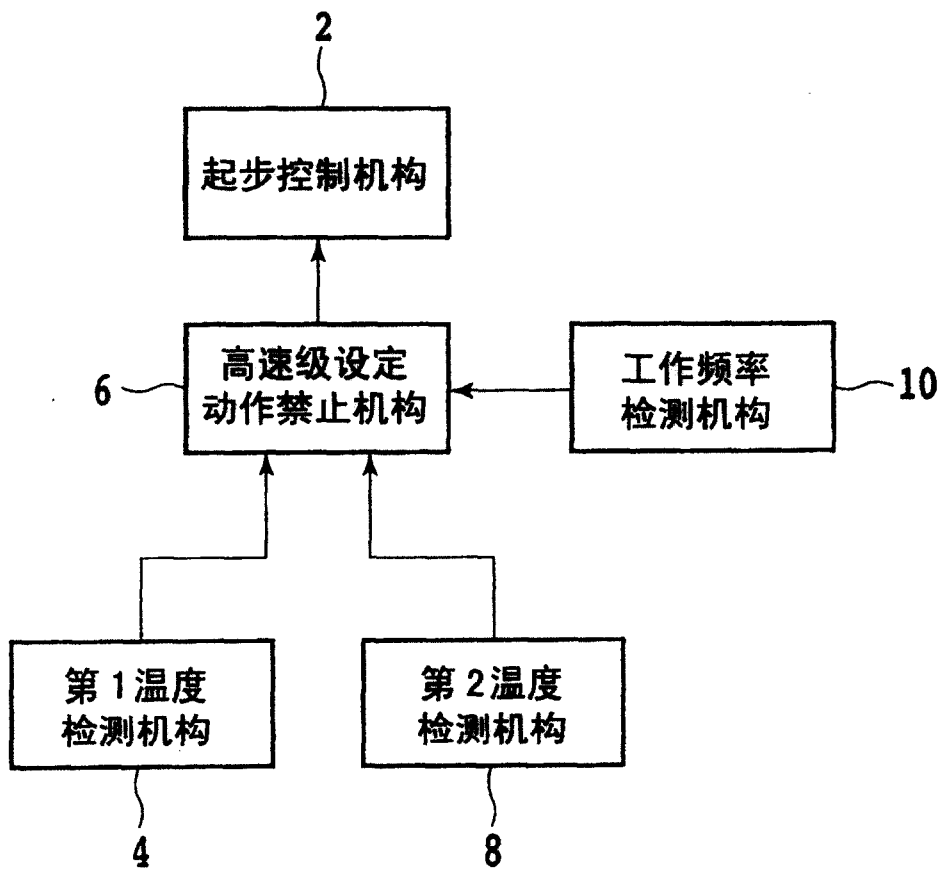 2
起步控制机构
6
高速级设定
动作禁止机构
工作频率
检测机构
10
第1温度
检测机构
第2温度
检测机构
4
8